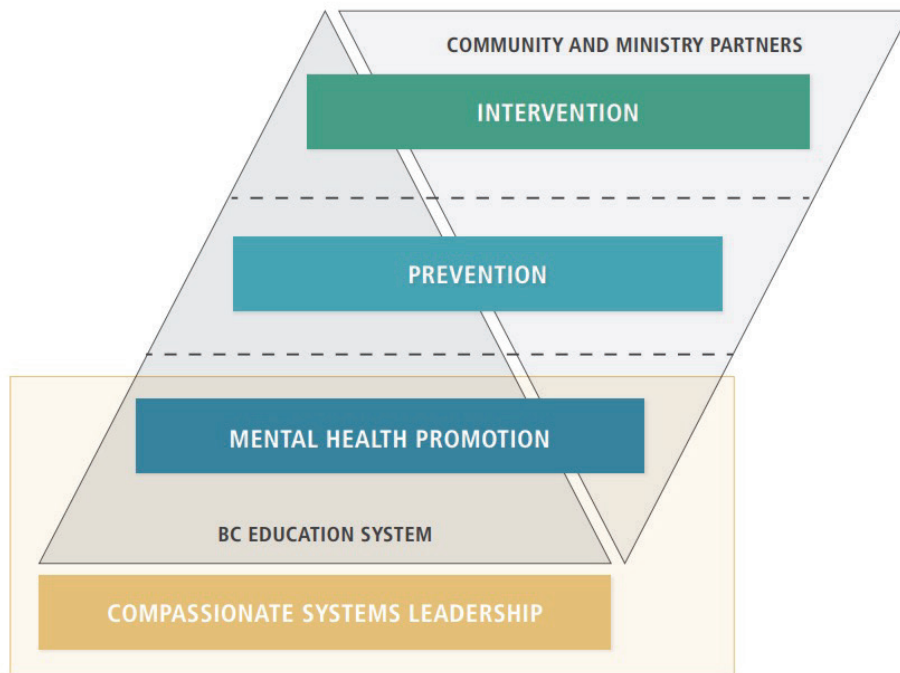 COMMUNITY AND MINISTRY PARTNERS
INTERVENTION
PREVENTION
MENTAL HEALTH PROMOTION
BC EDUCATION SYSTEM
COMPASSIONATE SYSTEMS LEADERSHIP